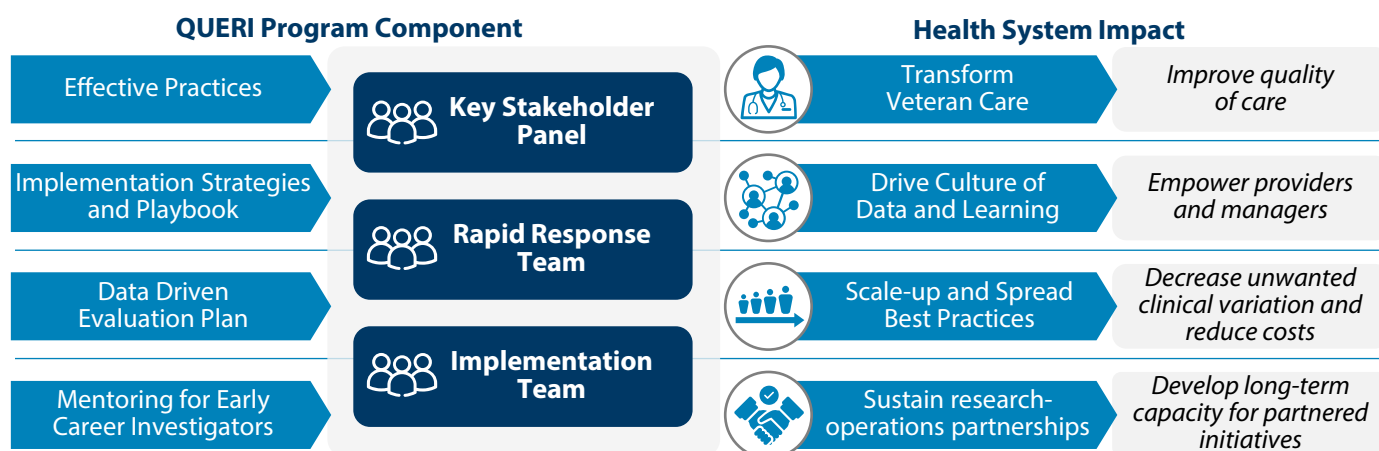 QUERI Program Component
Health System Impact
Effective Practices
Key Stakeholder
Panel
Transform
Veteran Care
Improve quality
of care
Implementation Strategies
and Playbook
Drive Culture of
Data and Learning
Empower providers
and managers
Rapid Response
Team
Data Driven
Evaluation Plan
Scale-up and Spread
Best Practices
Decrease unwanted
clinical variation and
reduce costs
Implementation
Team
Mentoring for Early
Career Investigators
Sustain research-
operations partnerships
Develop long-term
capacity for partnered
initiatives